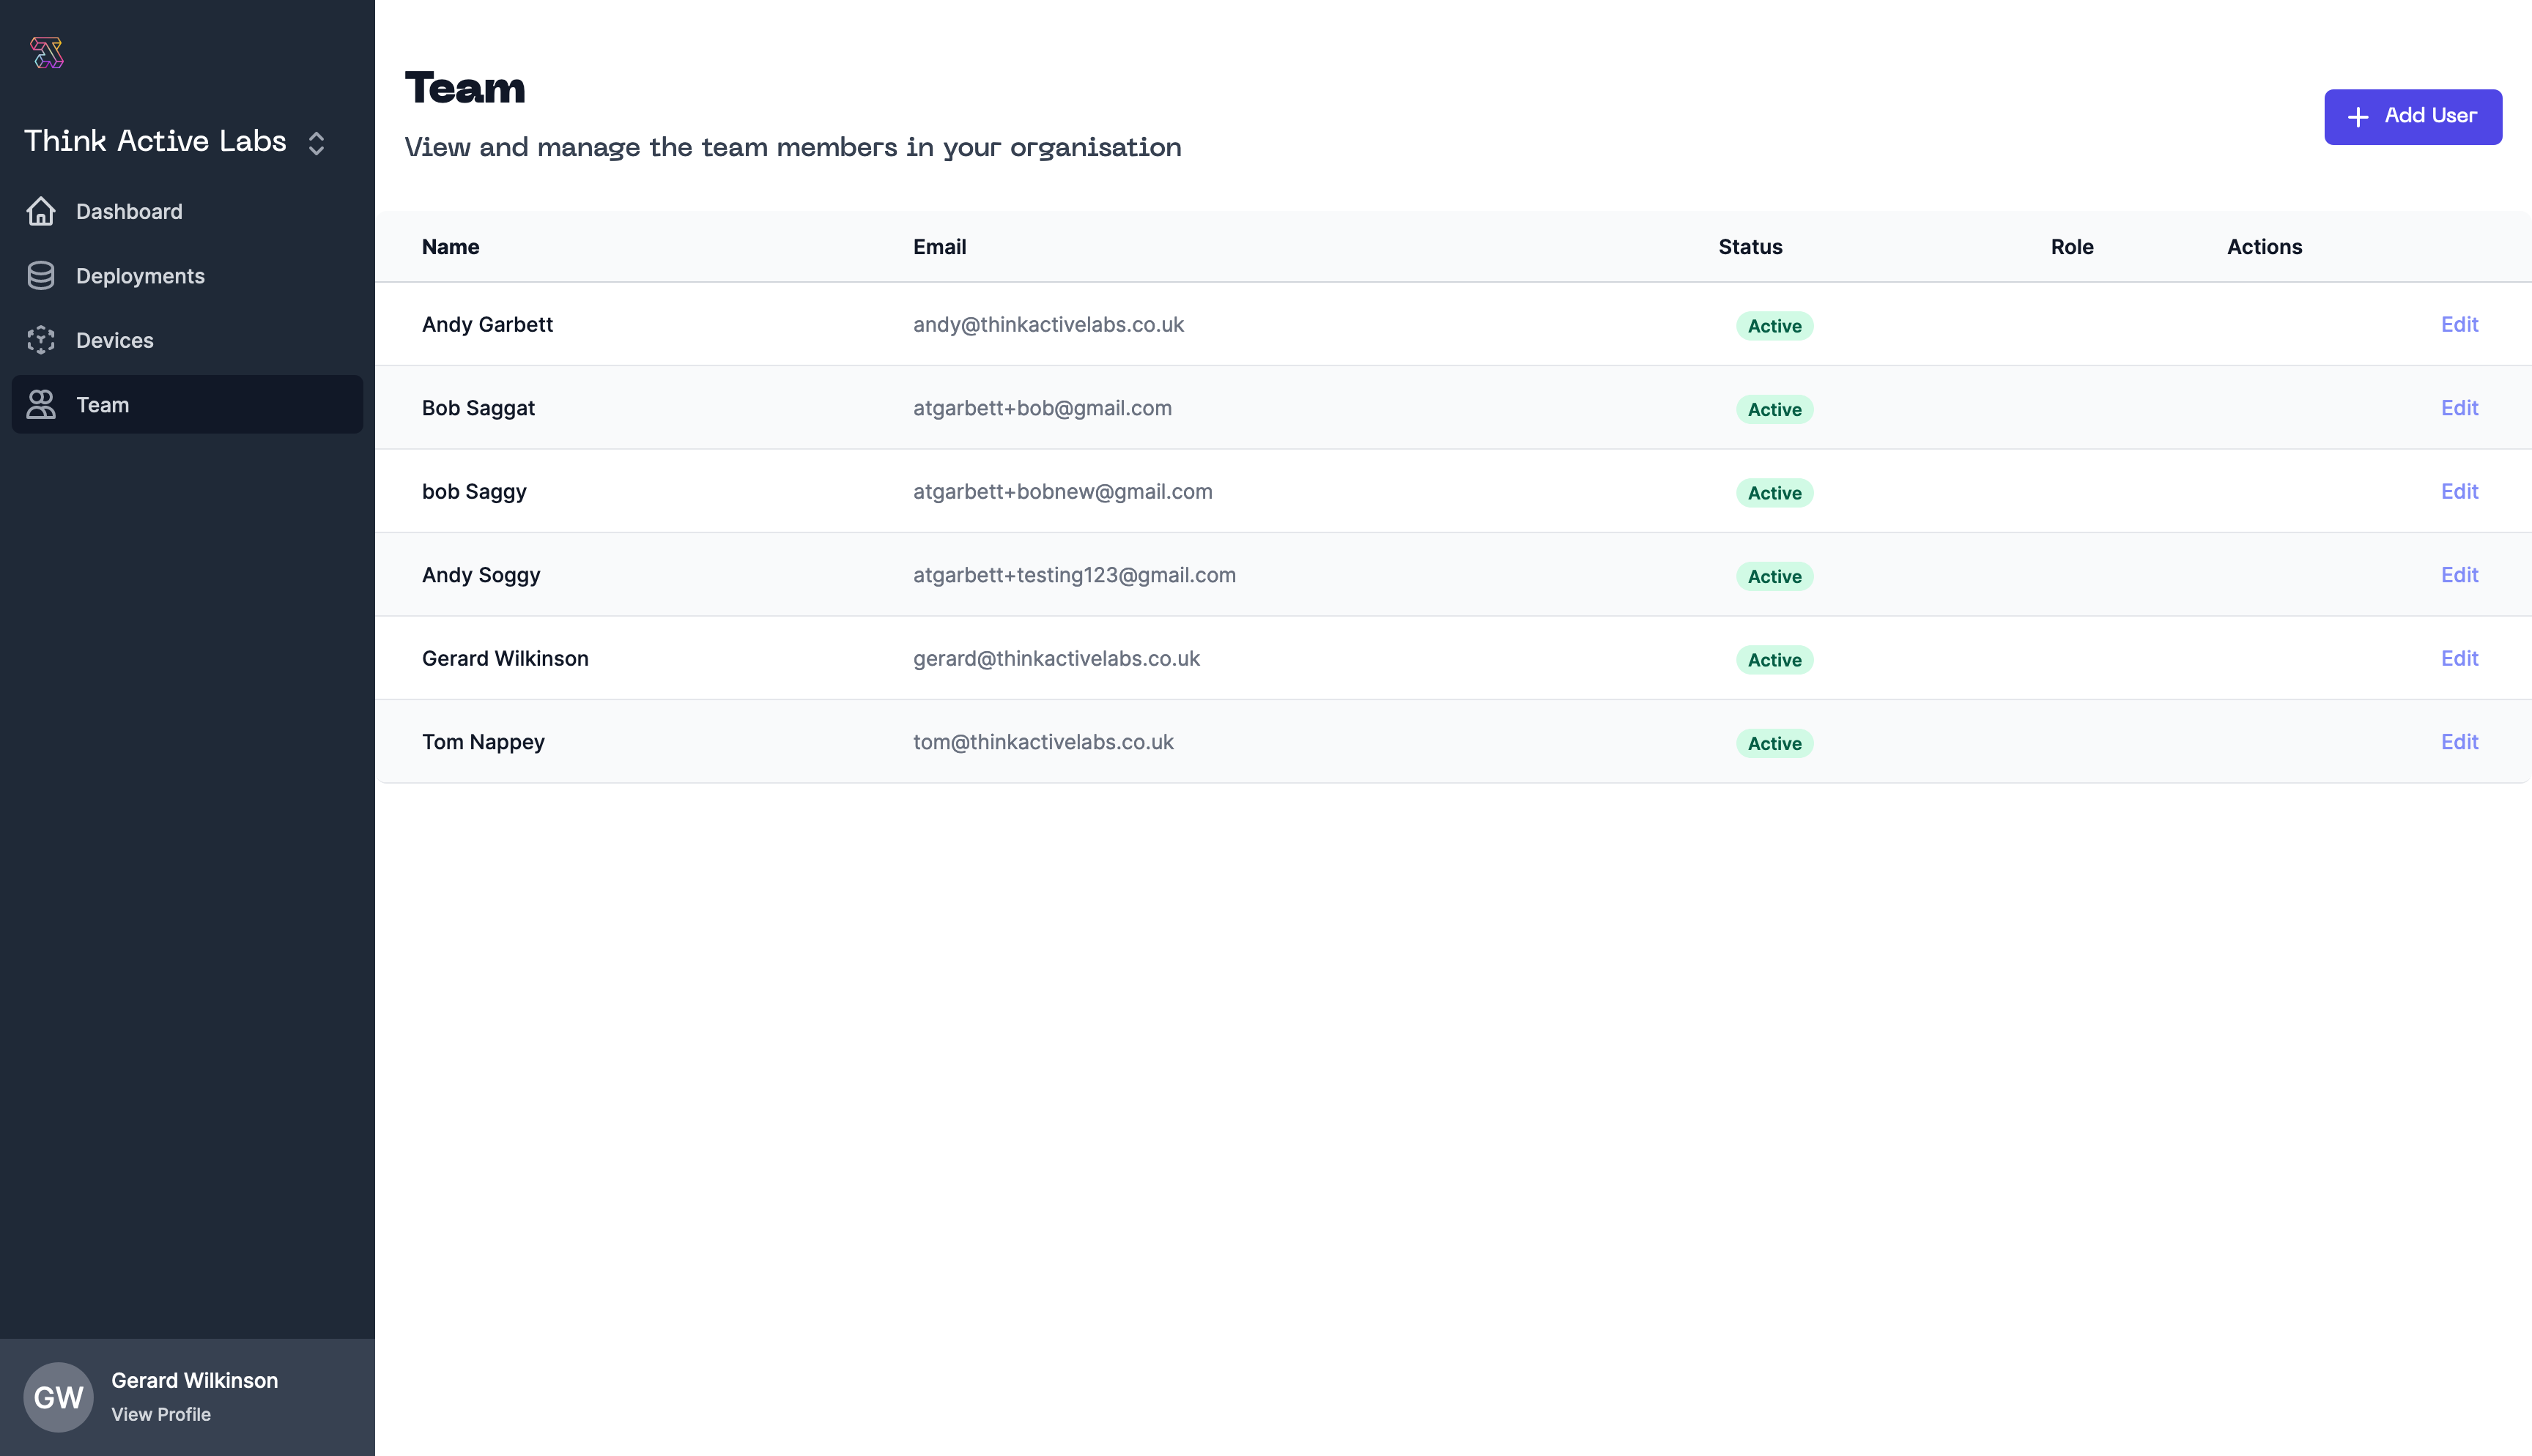 Think Active Labs
Dashboard
Deployments
Devices
Team
Gerard Wilkinson
GW
View Profile
Team
View and manage the team members in your organisation
Add User
Name Email Status Role Actions
Andy Garbett andy@thinkactivelabs.co.uk Active Edit
Bob Saggat atgarbett+bob@gmail.com Active Edit
bob Saggy atgarbett+bobnew@gmail.com Active Edit
Andy Soggy atgarbett+testing123@gmail.com Active Edit
Gerard Wilkinson gerard@thinkactivelabs.co.uk Active Edit
Tom Nappey tom@thinkactivelabs.co.uk Active Edit